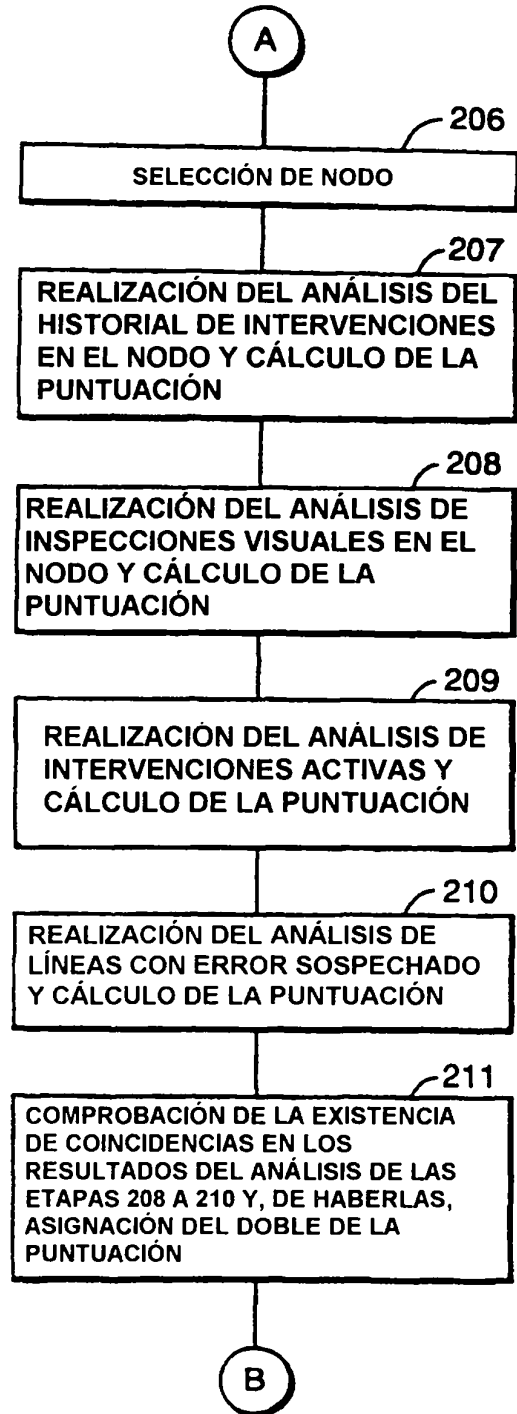 A
206
SELECCIÓN DE NODO
207
REALIZACIÓN DEL ANÁLISIS DEL
HISTORIAL DE INTERVENCIONES
EN EL NODO Y CÁLCULO DE LA
PUNTUACIÓN
208
REALIZACIÓN DEL ANÁLISIS DE
INSPECCIONES VISUALES EN EL
NODO Y CÁLCULO DE LA
PUNTUACIÓN
209
REALIZACIÓN DEL ANÁLISIS DE
INTERVENCIONES ACTIVAS Y
CÁLCULO DE LA PUNTUACIÓN
210
REALIZACIÓN DEL ANÁLISIS DE
LÍNEAS CON ERROR SOSPECHADO
Y CÁLCULO DE LA PUNTUACIÓN
211
COMPROBACIÓN DE LA EXISTENCIA
DE COINCIDENCIAS EN LOS
RESULTADOS DEL ANÁLISIS DE LAS
ETAPAS 208 A 210 Y, DE HABERLAS,
ASIGNACIÓN DEL DOBLE DE LA
PUNTUACIÓN
B